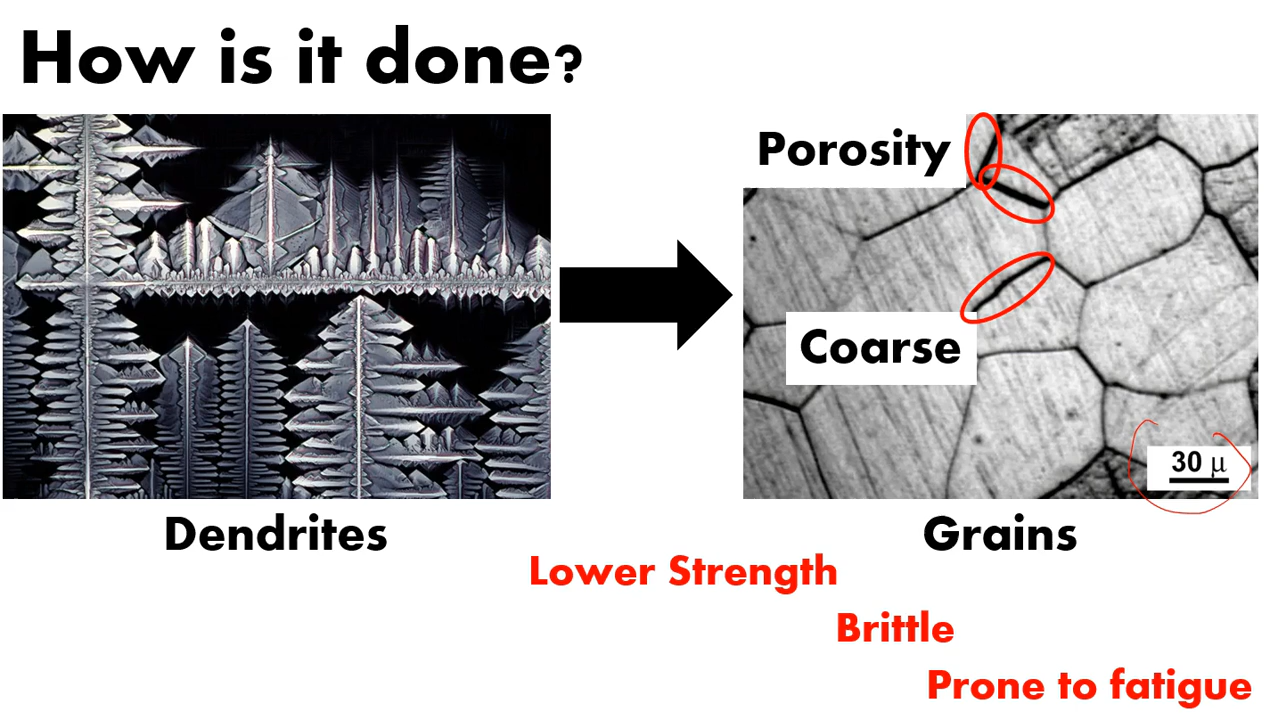 How is it done?
Porosity
Coarse
30 μ
Dendrites
Grains
Lower Strength
Brittle
Prone to fatigue